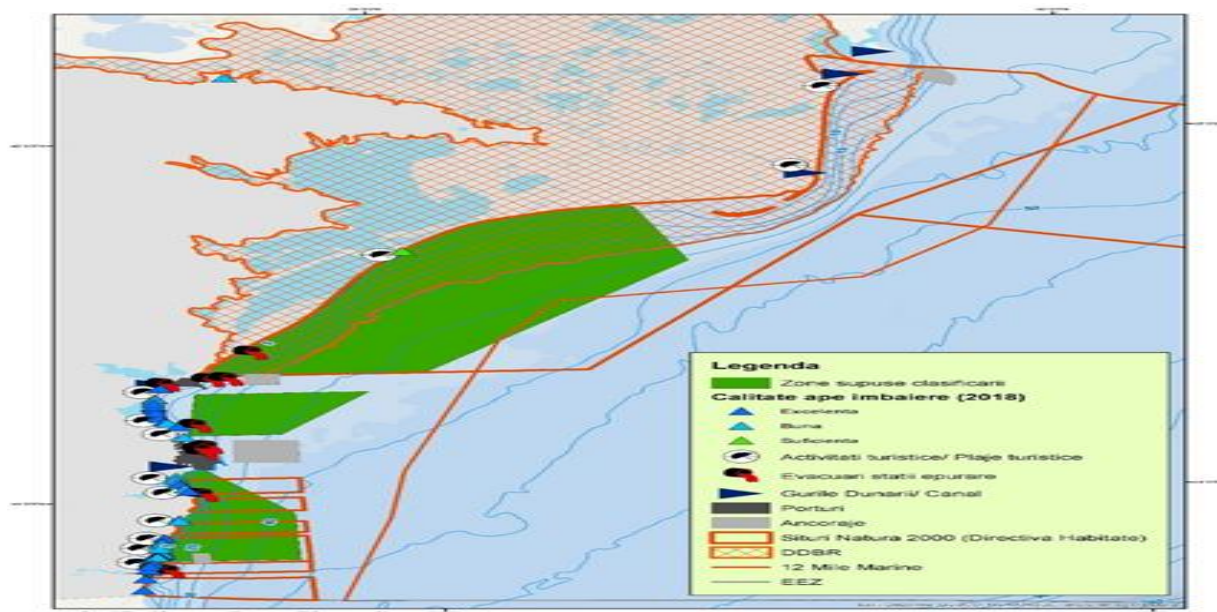 Legenda
Zone supuse clasificarii
Calitate ape imbaiere (2018)
Excelenta
Buna
Suficienta
Activitati turistice/ Plaje turistice
Evacuari statii epurare
Gurile Dunarii/ Canal
Porturi
Ancoraje
Situri Natura 2000 (Directiva Habitate)
DDBR
12 Mile Marine
EEZ